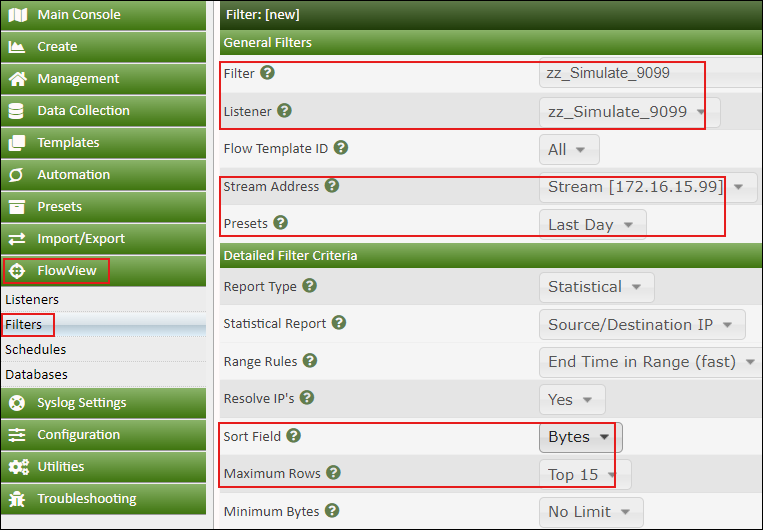 Main Console
Create
Management
Data Collection
Templates
Automation
Presets
Import/Export
FlowView
Listeners
Filters
Schedules
Databases
Syslog Settings
Configuration
Utilities
Troubleshooting
Filter: [new]
General Filters
Filter ? zz_Simulate_9099
Listener ? zz_Simulate_9099
Flow Template ID ? All
Stream Address ? Stream [172.16.15.99]
Presets ? Last Day
Detailed Filter Criteria
Report Type ? Statistical
Statistical Report ? Source/Destination IP
Range Rules ? End Time in Range (fast)
Resolve IP's ? Yes
Sort Field ? Bytes
Maximum Rows ? Top 15
Minimum Bytes ? No Limit